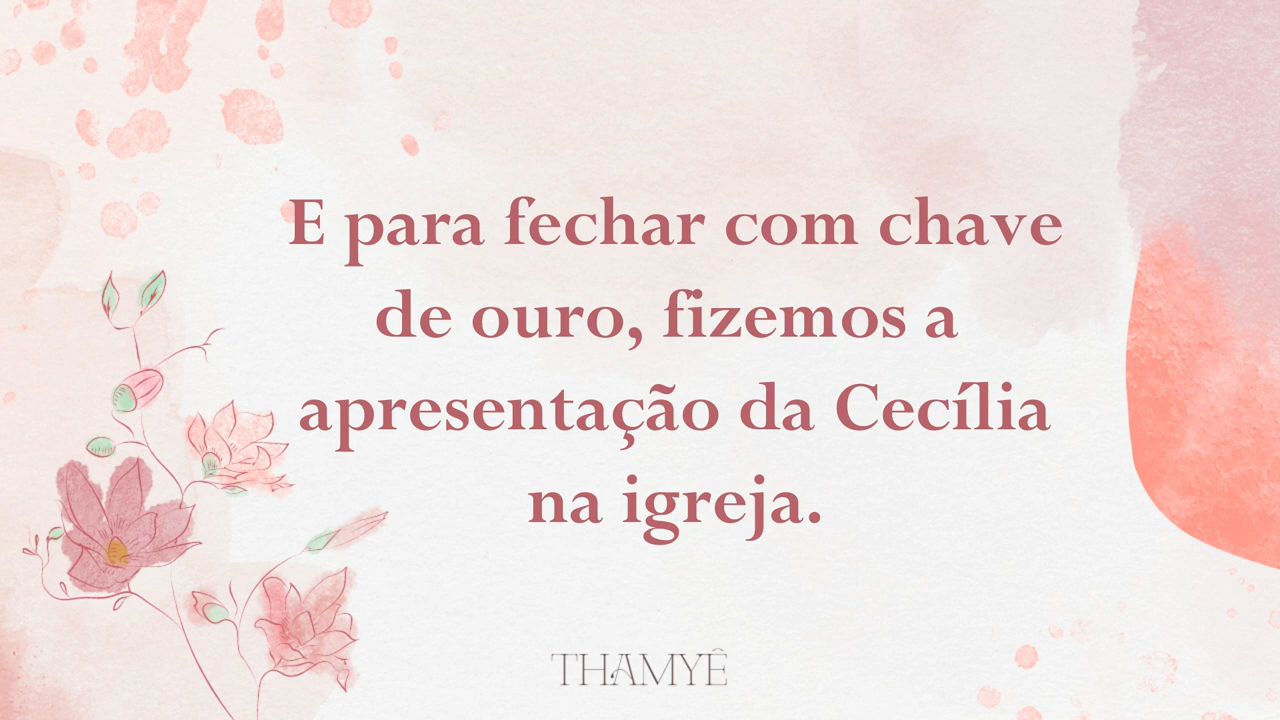 E para fechar com chave
de ouro, fizemos a
apresentação da Cecília
na igreja.
THAMYÊ